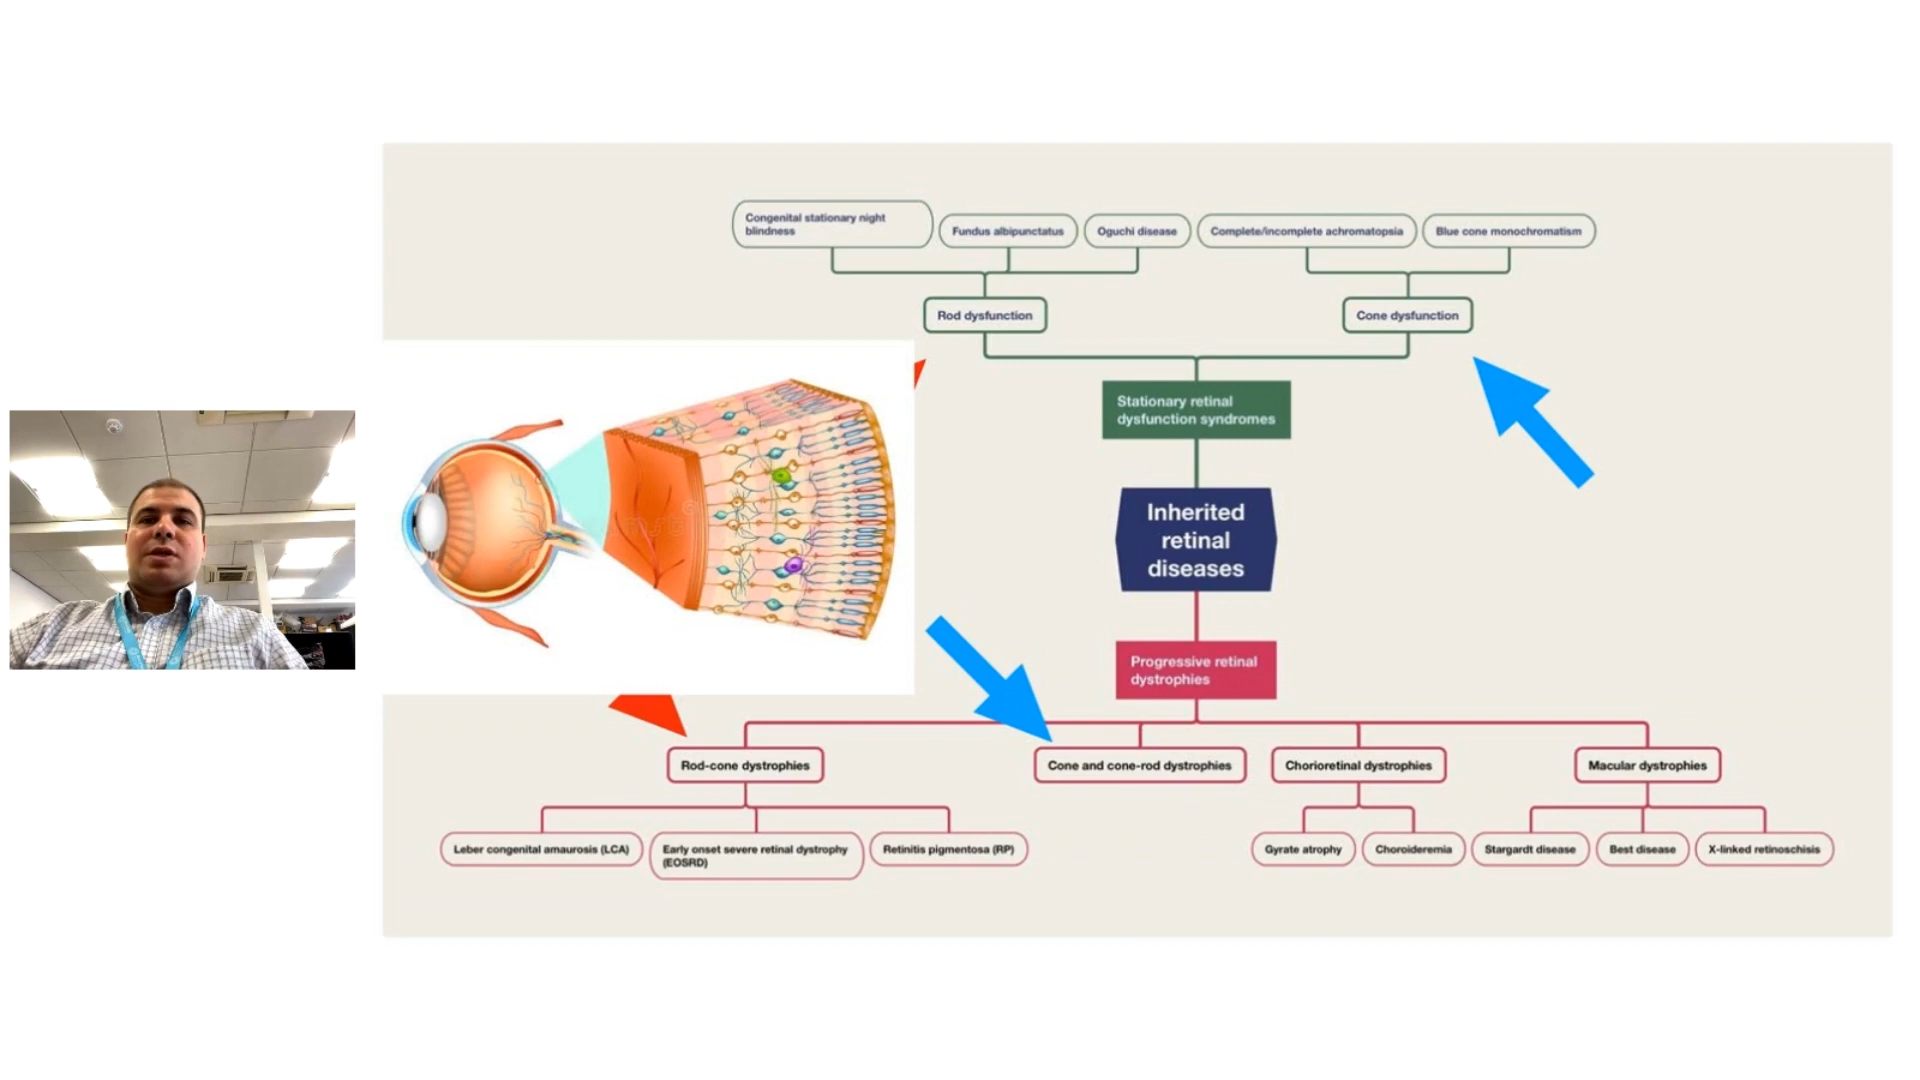 Congenital stationary night
blindness
Fundus albipunctatus
Oguchi disease
Complete/incomplete achromatopsia
Blue cone monochromatism
Rod dysfunction
Cone dysfunction
Stationary retinal
dysfunction syndromes
Inherited
retinal
diseases
Progressive retinal
dystrophies
Rod-cone dystrophies
Cone and cone-rod dystrophies
Chorioretinal dystrophies
Macular dystrophies
Leber congenital amaurosis (LCA)
Early onset severe retinal dystrophy
(EOSRD)
Retinitis pigmentosa (RP)
Gyrate atrophy
Choroideremia
Stargardt disease
Best disease
X-linked retinoschisis